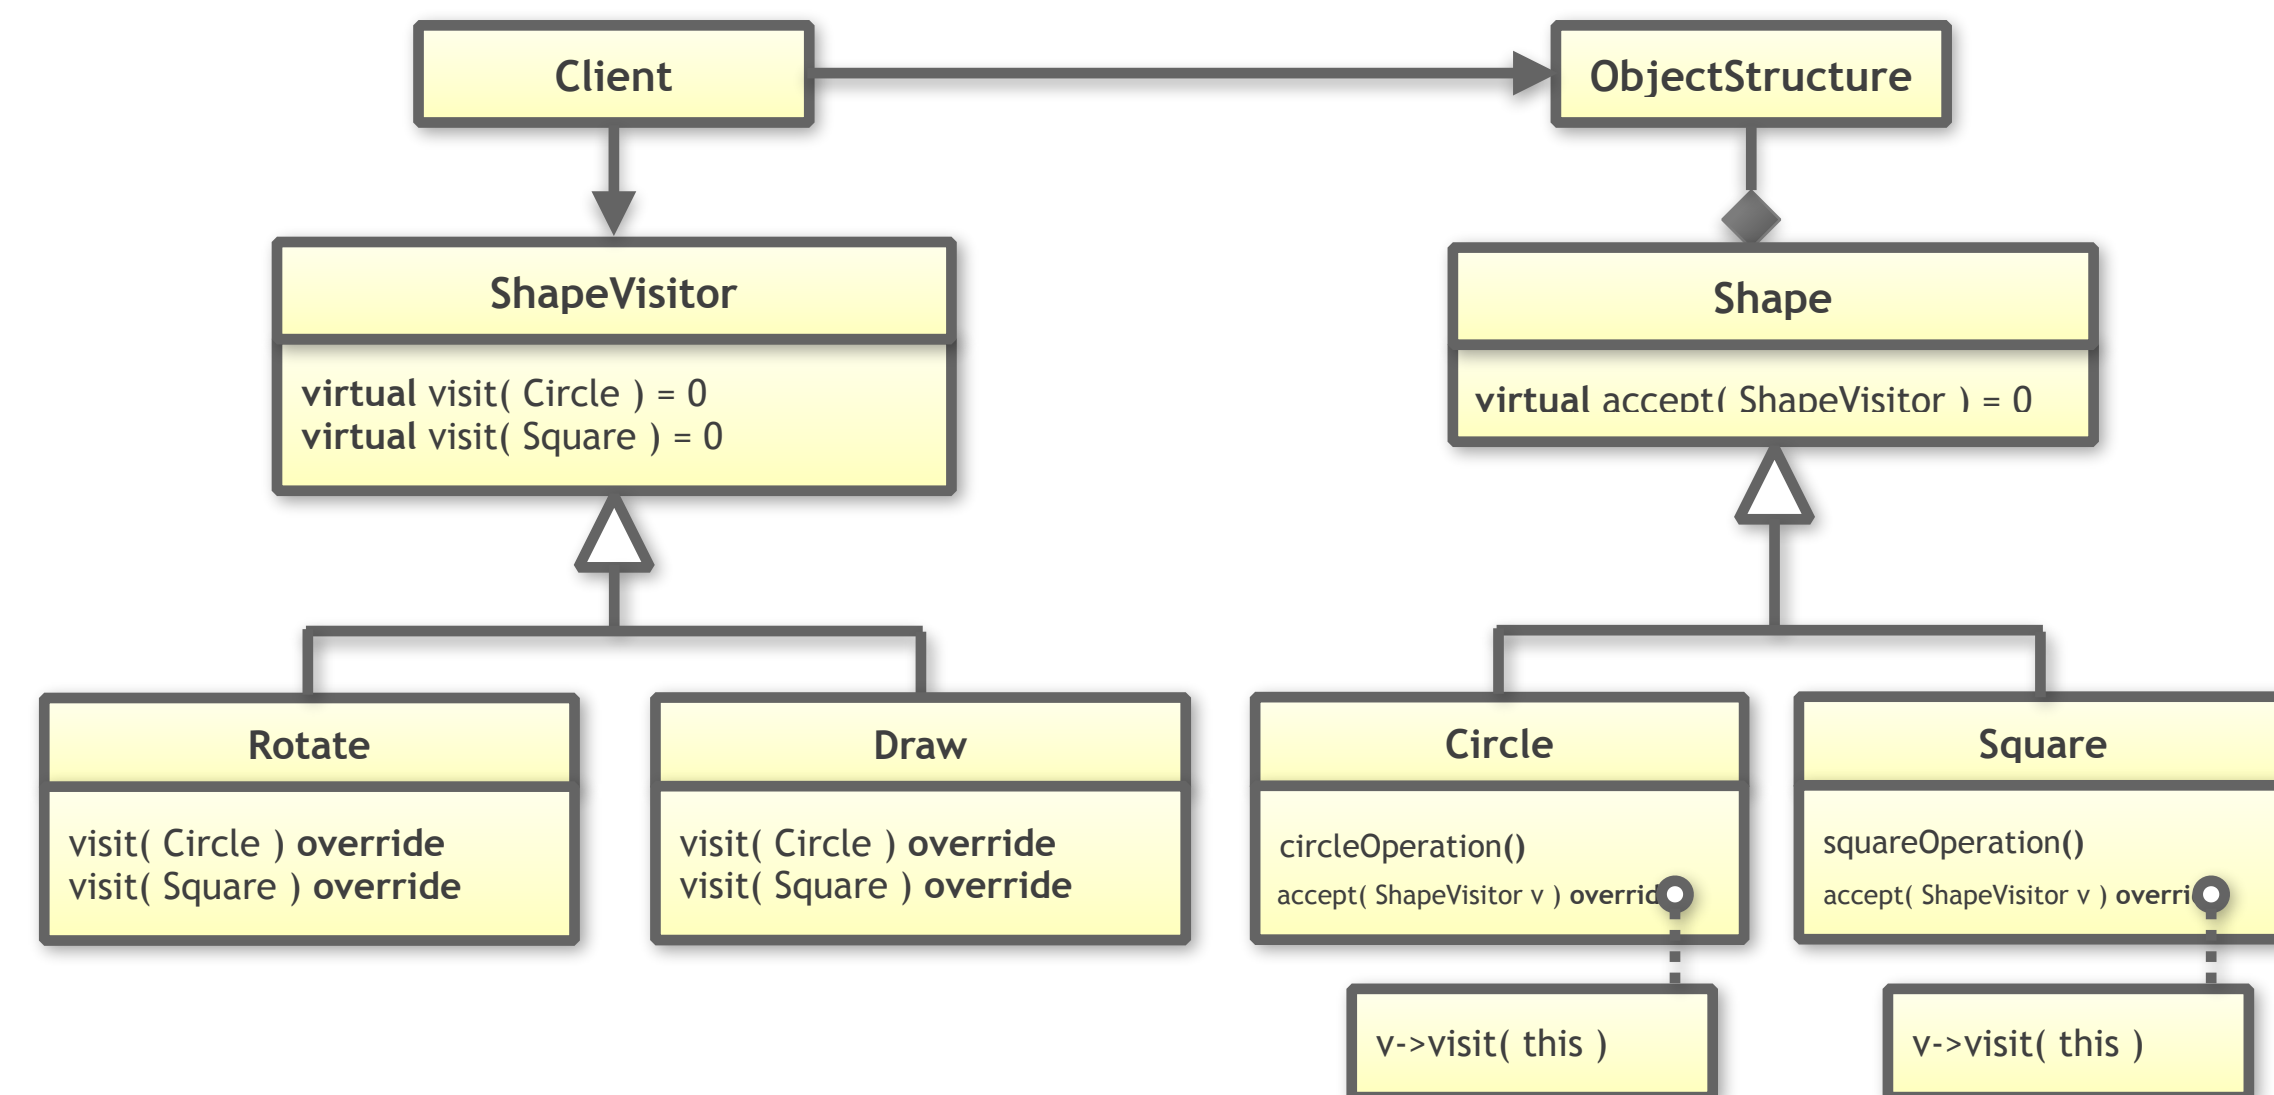 Client
ObjectStructure
ShapeVisitor
virtual visit( Circle ) = 0
virtual visit( Square ) = 0
Shape
virtual accept( ShapeVisitor ) = 0
Rotate
visit( Circle ) override
visit( Square ) override
Draw
visit( Circle ) override
visit( Square ) override
Circle
circleOperation()
accept( ShapeVisitor v ) overrid
Square
squareOperation()
accept( ShapeVisitor v ) overri
v->visit( this )
v->visit( this )